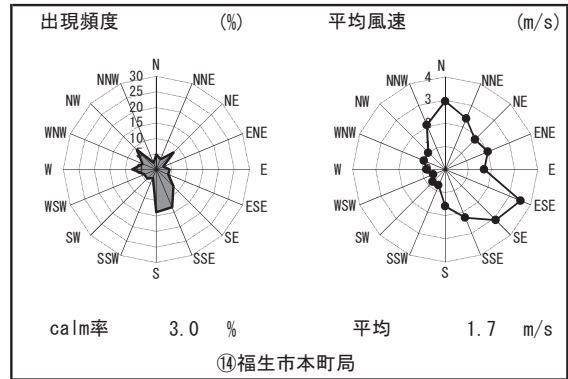 出現頻度 (%)
平均風速 (m/s)
N
NNE
NE
ENE
E
ESE
SE
SSE
S
SSW
SW
WSW
W
WNW
NW
NNW
30
25
20
15
10
N
NNE
NE
ENE
E
ESE
SE
SSE
S
SSW
SW
WSW
W
WNW
NW
NNW
4
3
2
calm率 3.0 %
平均 1.7 m/s
⑭福生市本町局